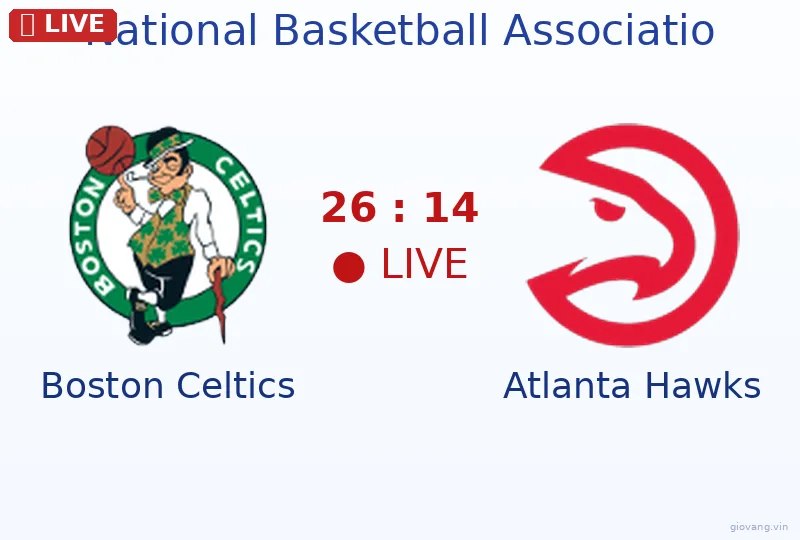 LIVE
National Basketball Associatio
BOSTON CELTICS
26 : 14
● LIVE
Boston Celtics
Atlanta Hawks
giovang.vin